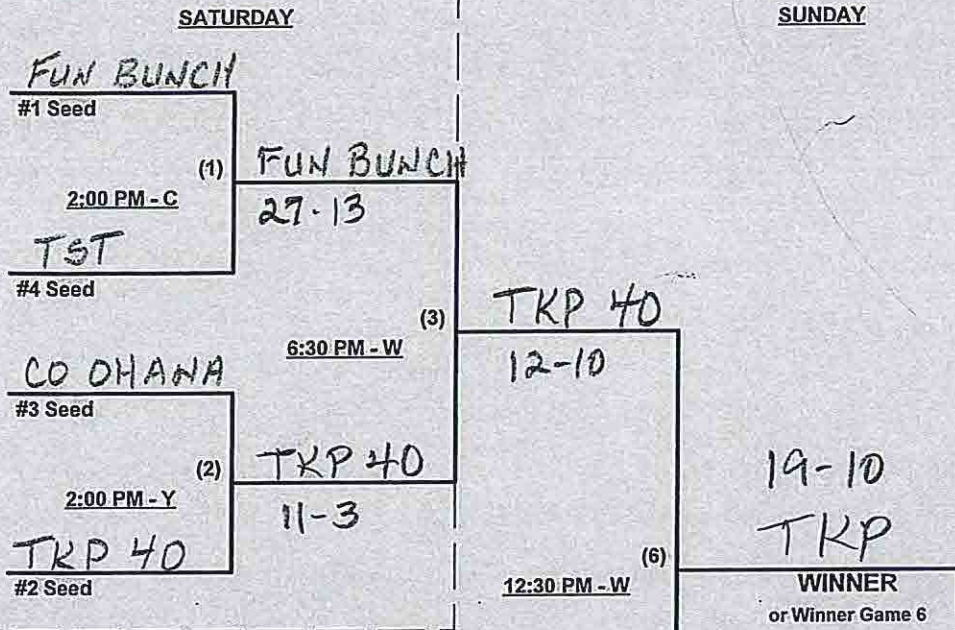 SATURDAY
SUNDAY
FUN BUNCH
#1 Seed
(1)
FUN BUNCH
2:00 PM - C
27-13
TST
#4 Seed
(3)
TKP 40
6:30 PM - W
12-10
CO OHANA
#3 Seed
(2)
TKP 40
2:00 PM - Y
11-3
19-10
TKP 40
#2 Seed
TKP
(6)
12:30 PM - W
WINNER
or Winner Game 6